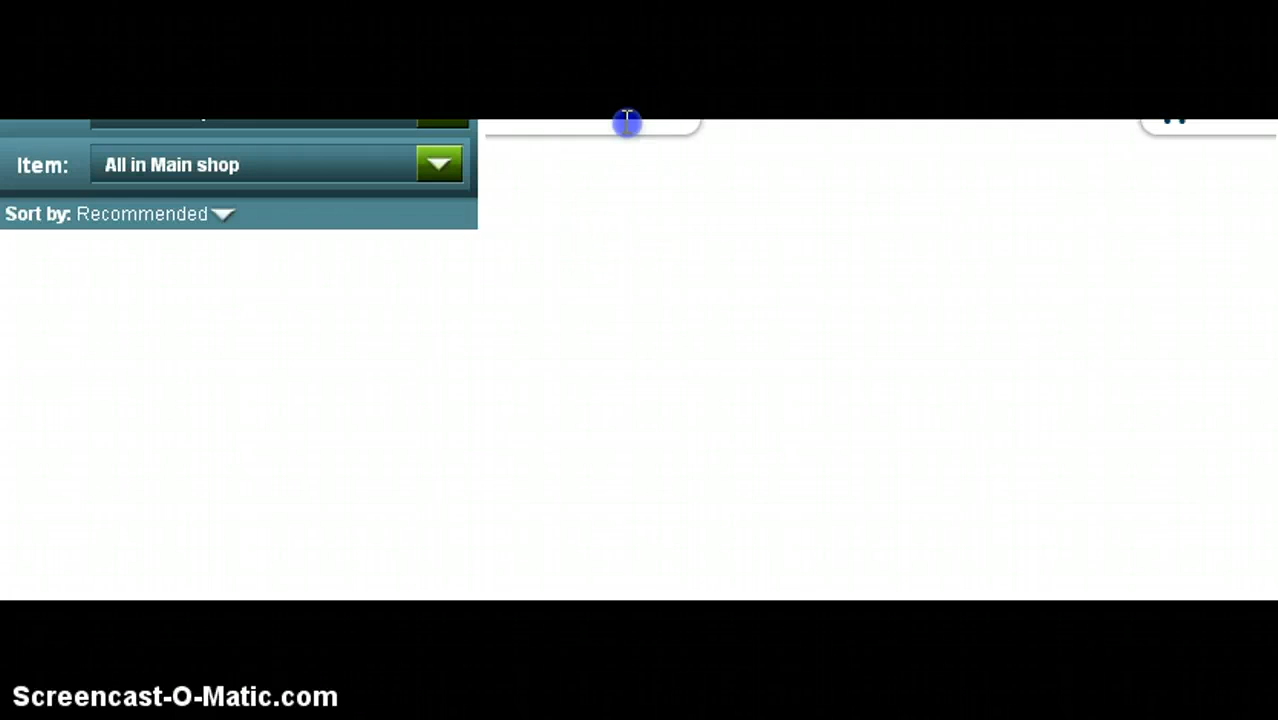 Item: All in Main shop
Sort by: Recommended
Screencast-O-Matic.com